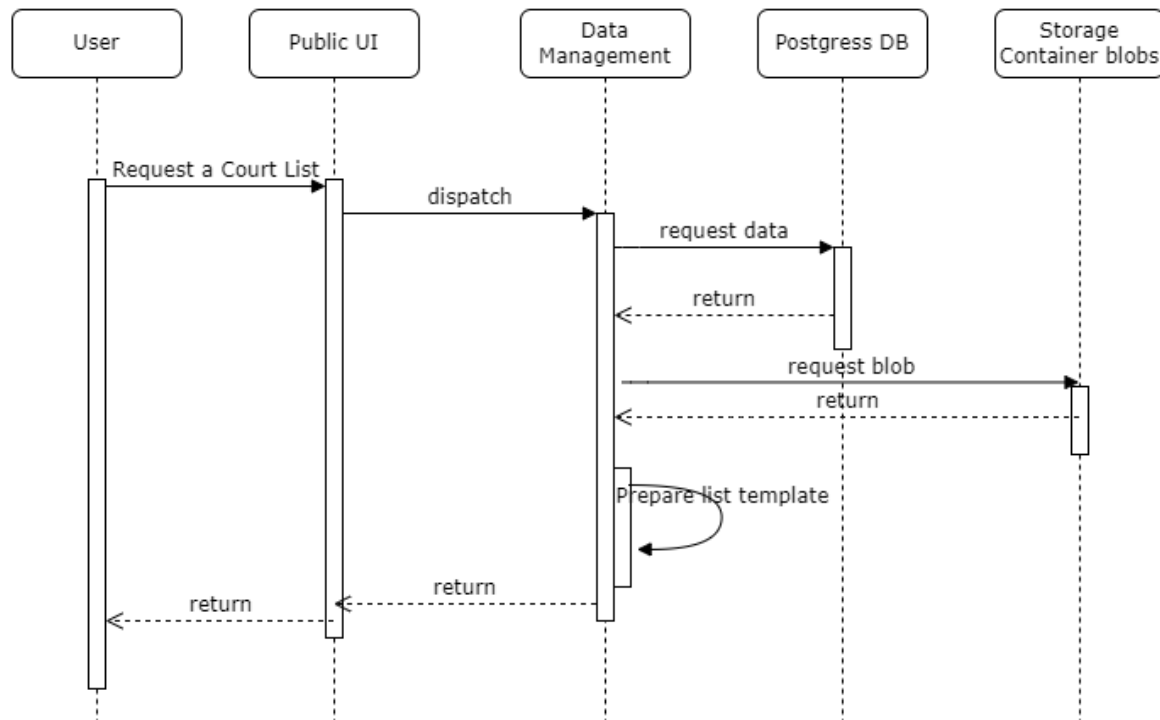 User
Public UI
Data
Management
Postgress DB
Storage
Container blobs
Request a Court List
dispatch
request data
return
request blob
return
Prepare list template
return
return